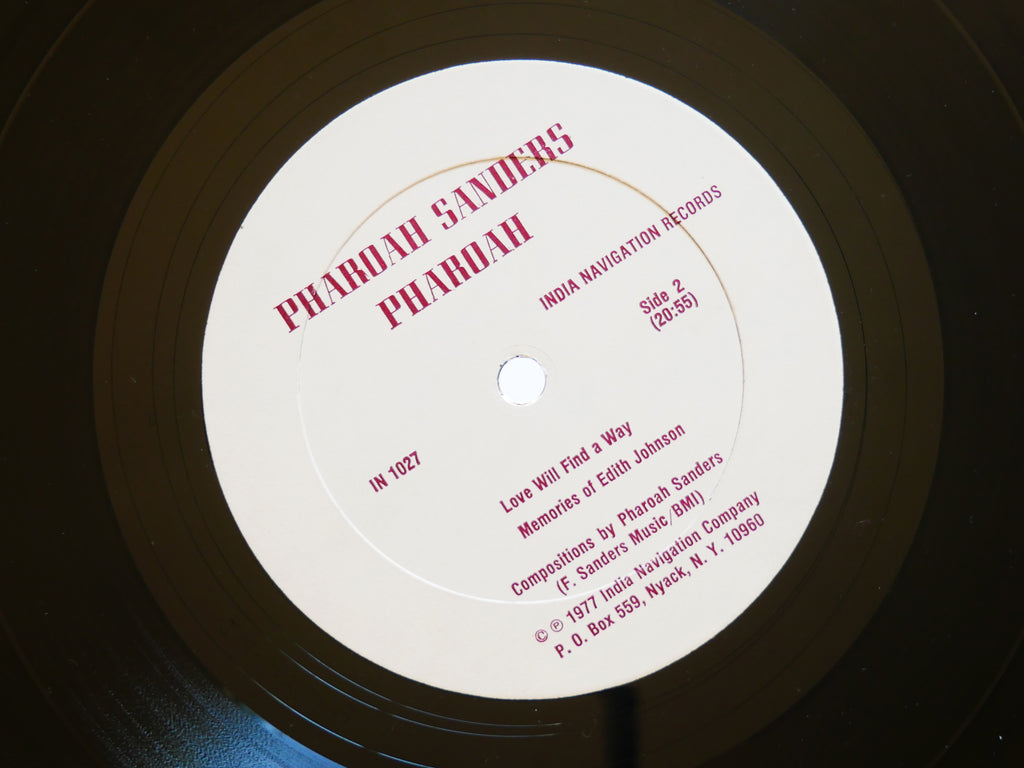 PHAROAH SANDERS
PHAROAH
INDIA NAVIGATION RECORDS
Side 2
(20:55)
IN 1027
Love Will Find a Way
Memories of Edith Johnson
Compositions by Pharoah Sanders
(F. Sanders Music/BMI)
© ℗ 1977 India Navigation Company
P. O. Box 559, Nyack, N. Y. 10960